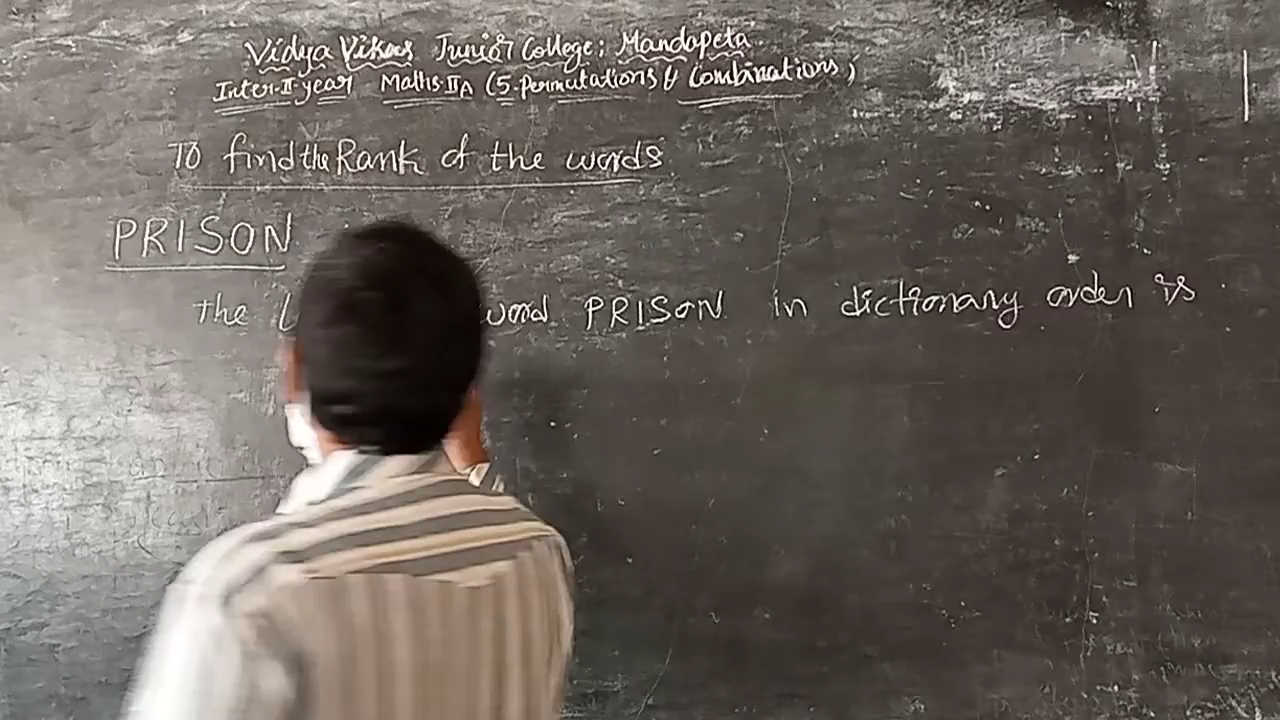 Vidya Vikas Junior College; Mandapeta
Inter-II-year Maths-IIA (5. Permutations & Combinations)
To find the Rank of the words
PRISON
the word PRISON in dictionary order is